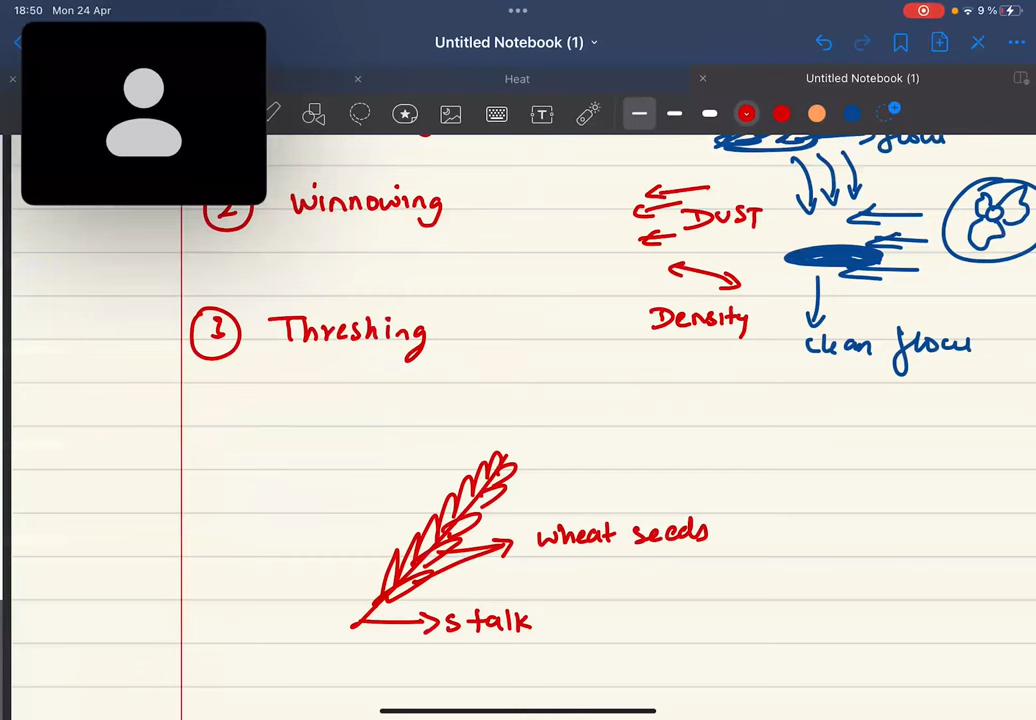 18:50 Mon 24 Apr
9 %
Untitled Notebook (1)
Heat
Untitled Notebook (1)
2 Winnowing
DUST
Density
clean flour
3 Threshing
wheat seeds
stalk